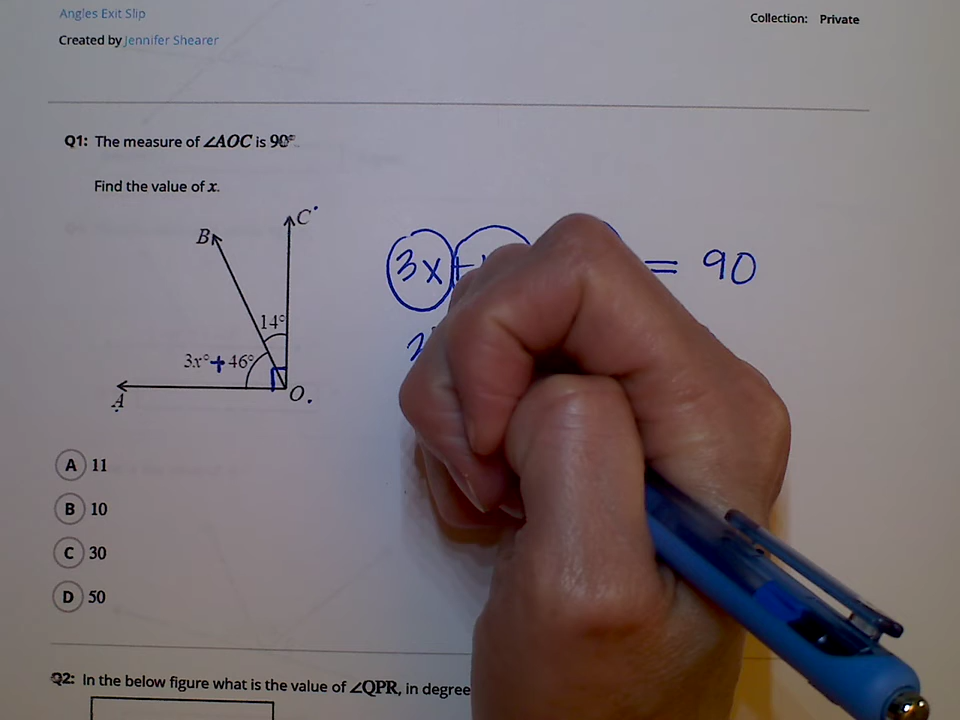 Angles Exit Slip
Collection: Private
Created by Jennifer Shearer
Q1: The measure of ∠AOC is 90°.
Find the value of x.
C
B
3x + = 90
14°
3x° + 46°
A
O
A 11
B 10
C 30
D 50
Q2: In the below figure what is the value of ∠QPR, in degree